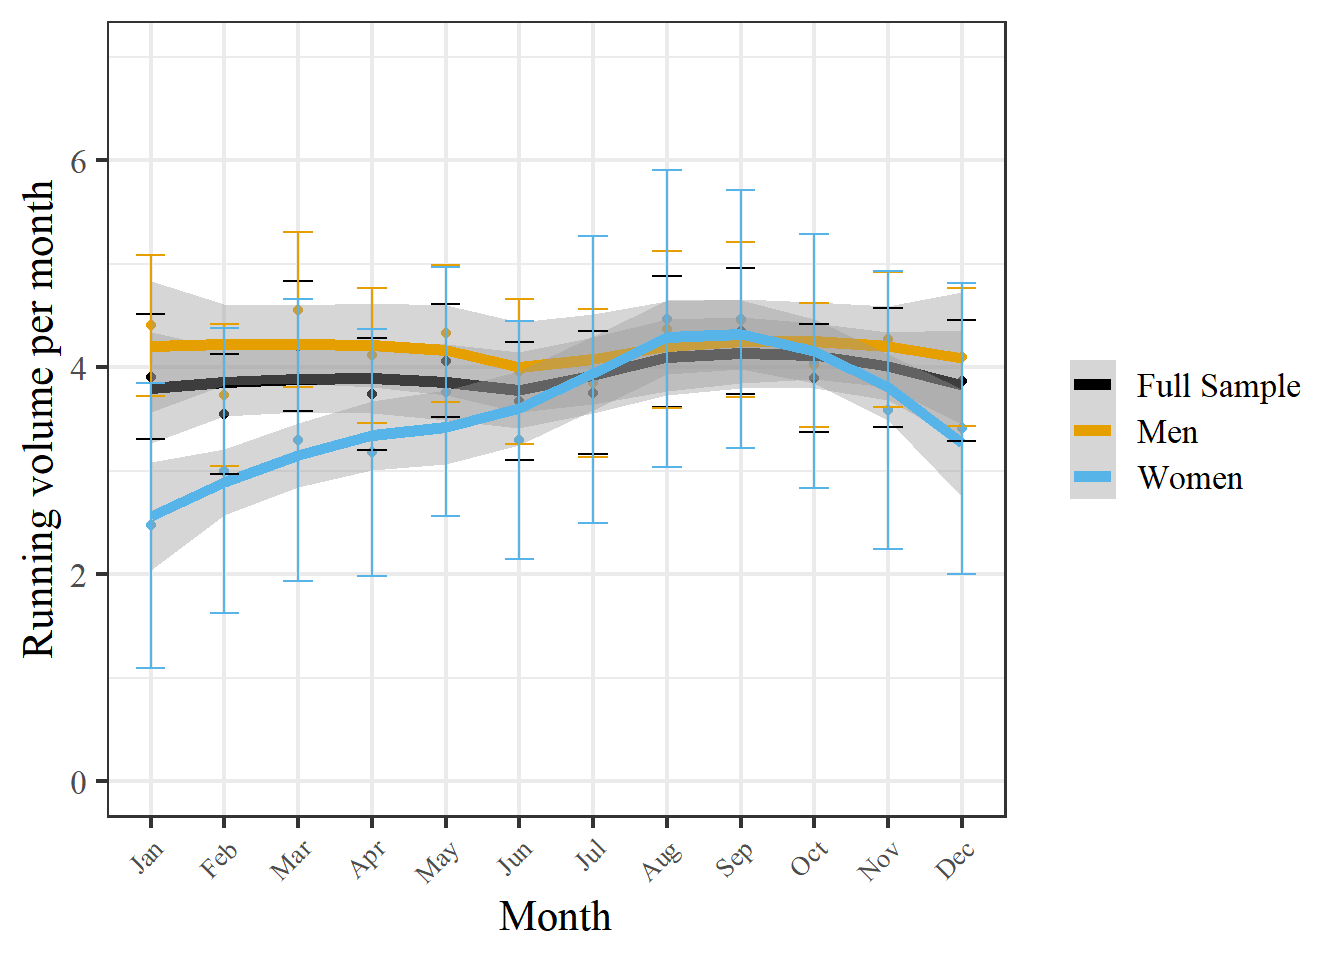 Running volume per month
6
4
2
0
Jan
Feb
Mar
Apr
May
Jun
Jul
Aug
Sep
Oct
Nov
Dec
Month
Full Sample
Men
Women